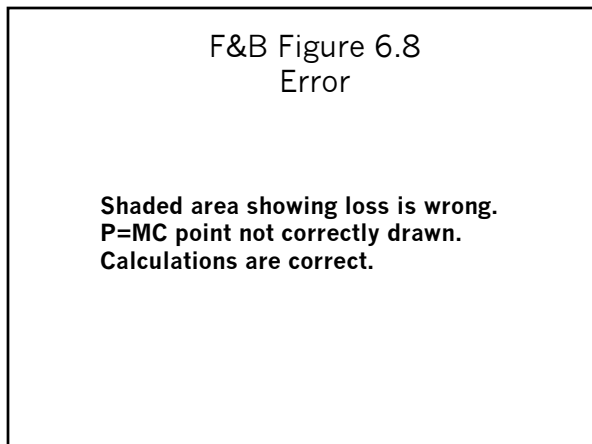 F&B Figure 6.8
Error
Shaded area showing loss is wrong.
P=MC point not correctly drawn.
Calculations are correct.